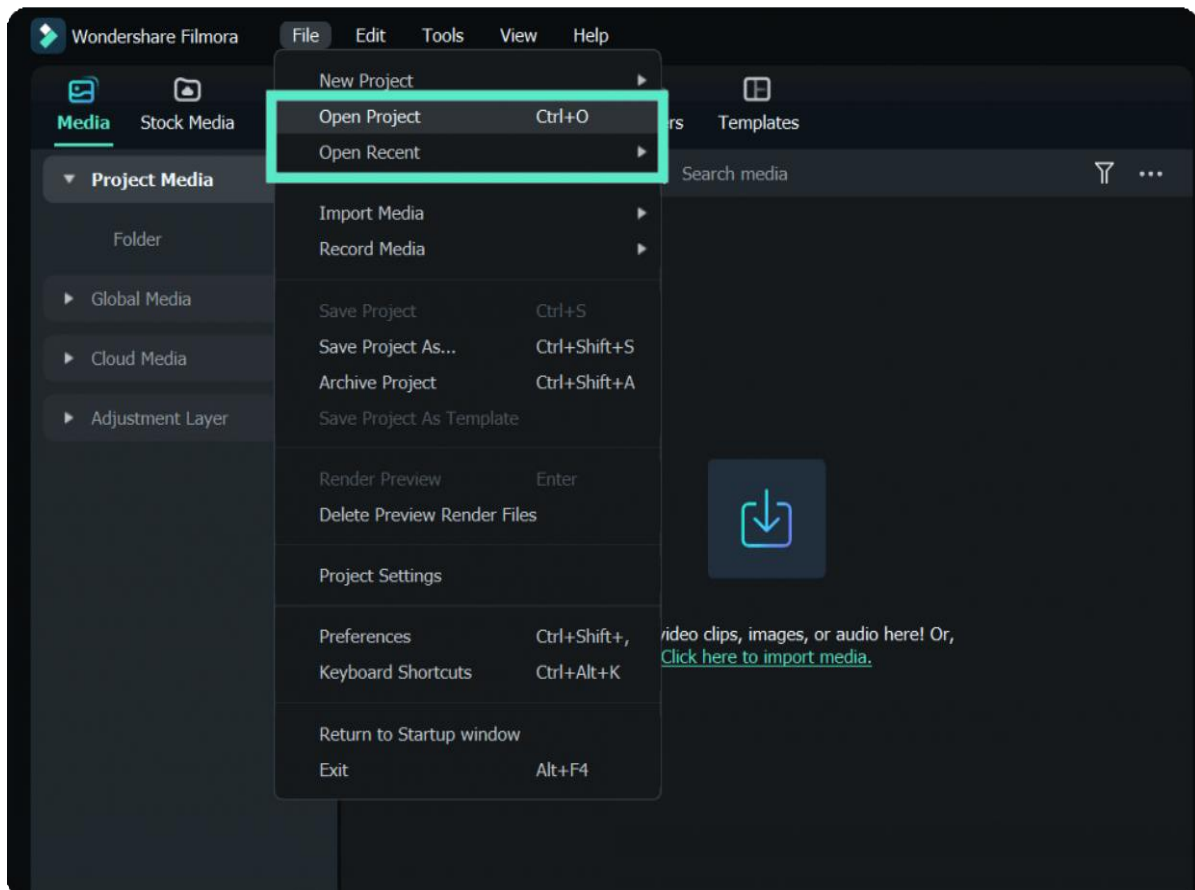 Wondershare Filmora File Edit Tools View Help
Media Stock Media Templates
New Project
Open Project Ctrl+O
Open Recent
Search media
Project Media
Folder
Global Media
Cloud Media
Adjustment Layer
Import Media
Record Media
Save Project Ctrl+S
Save Project As... Ctrl+Shift+S
Archive Project Ctrl+Shift+A
Save Project As Template
Render Preview Enter
Delete Preview Render Files
Project Settings
Preferences Ctrl+Shift+,
Keyboard Shortcuts Ctrl+Alt+K
Return to Startup window
Exit Alt+F4
video clips, images, or audio here! Or,
Click here to import media.